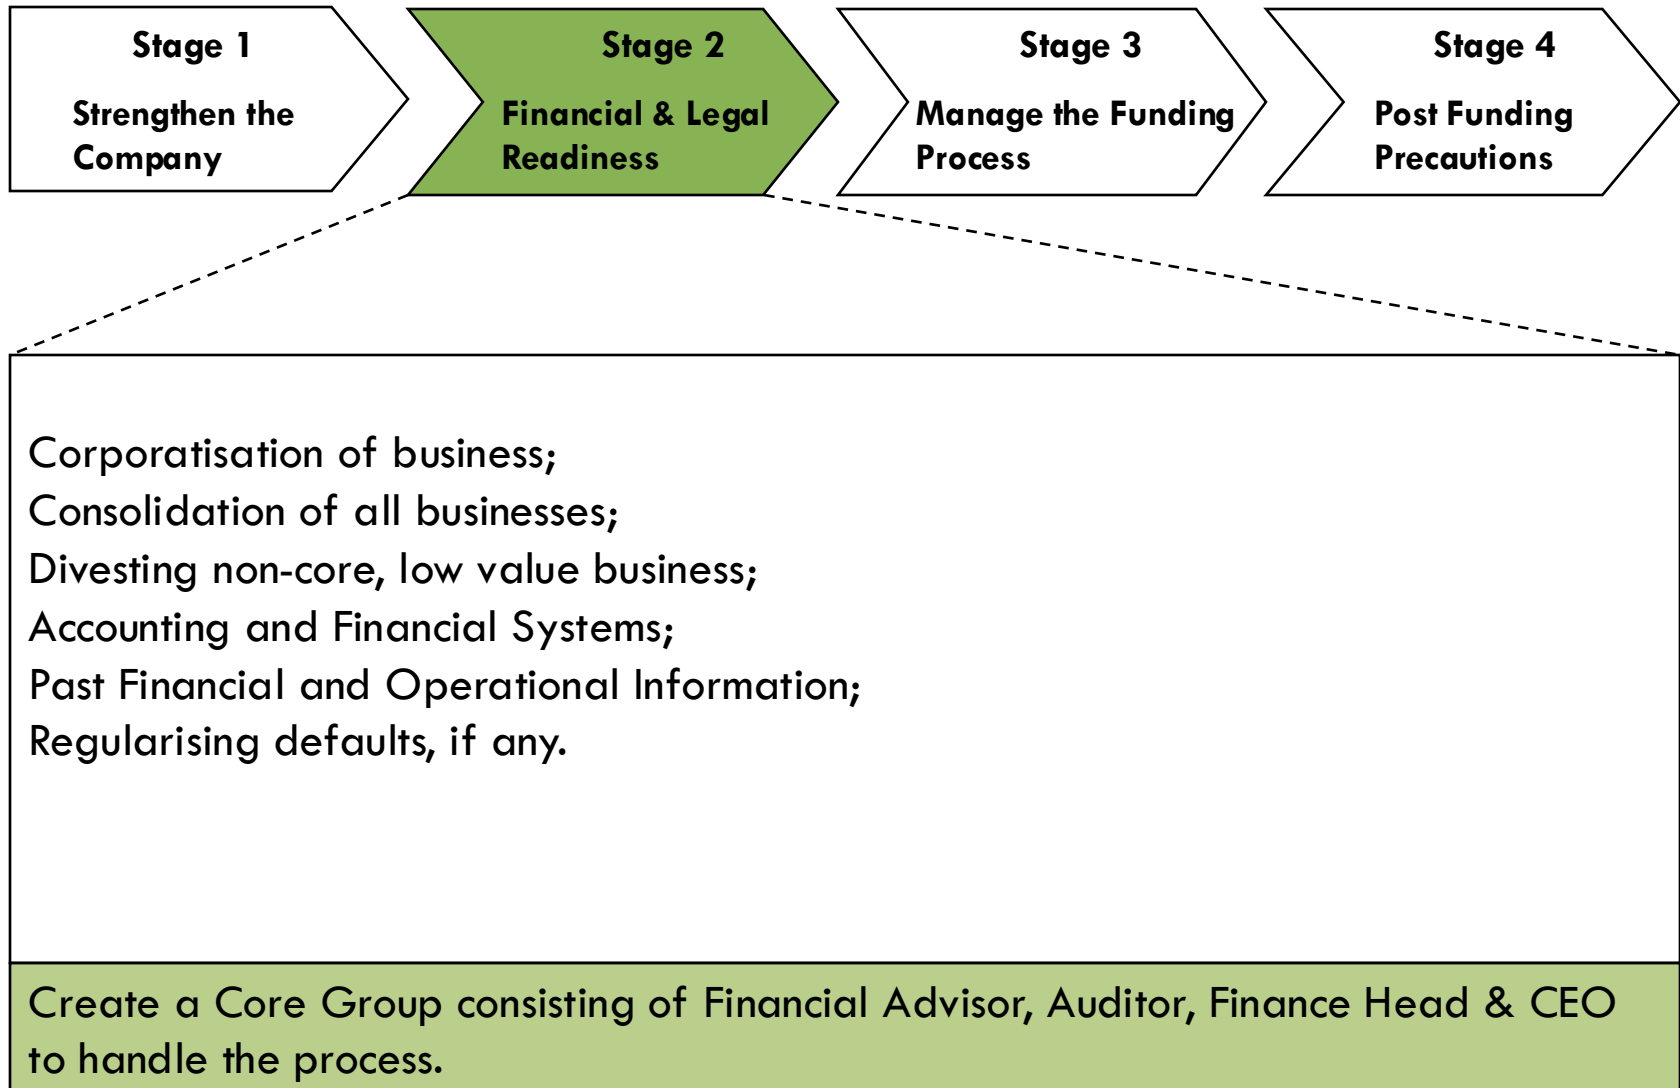 Stage 1
Strengthen the
Company
Stage 2
Financial & Legal
Readiness
Stage 3
Manage the Funding
Process
Stage 4
Post Funding
Precautions
Corporatisation of business;
Consolidation of all businesses;
Divesting non-core, low value business;
Accounting and Financial Systems;
Past Financial and Operational Information;
Regularising defaults, if any.
Create a Core Group consisting of Financial Advisor, Auditor, Finance Head & CEO
to handle the process.